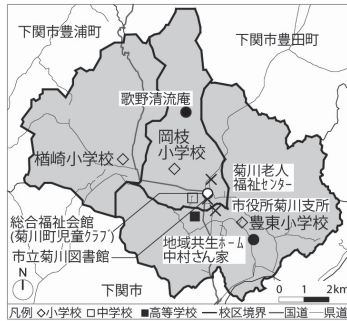 下関市豊浦町
下関市豊田町
歌野清流庵
岡枝
小学校
楢崎小学校
菊川老人
福祉センター
市役所菊川支所
豊東小学校
総合福祉会館
(菊川町児童クラブ)
市立菊川図書館
地域共生ホーム
中村さん家
下関市
N
0 1 2km
凡例 ◇小学校 □中学校 ■高等学校 ━校区境界 ─国道 ─県道